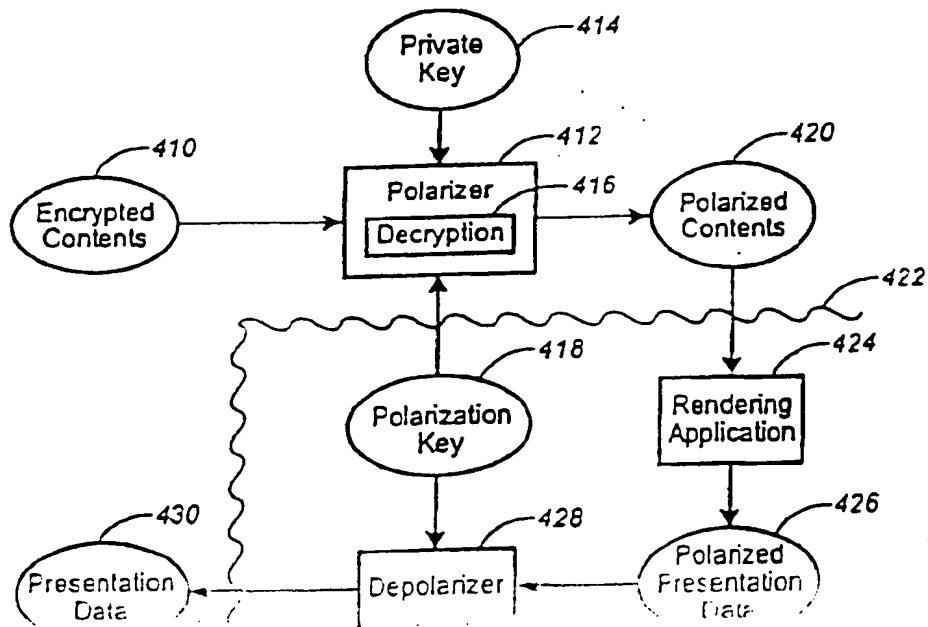 414
Private
Key
410
412
420
Encrypted
Contents
Polarizer
416
Decryption
Polarized
Contents
422
418
424
Polarization
Key
Rendering
Application
430
428
426
Presentation
Data
Depolarizer
Polarized
Presentation
Data